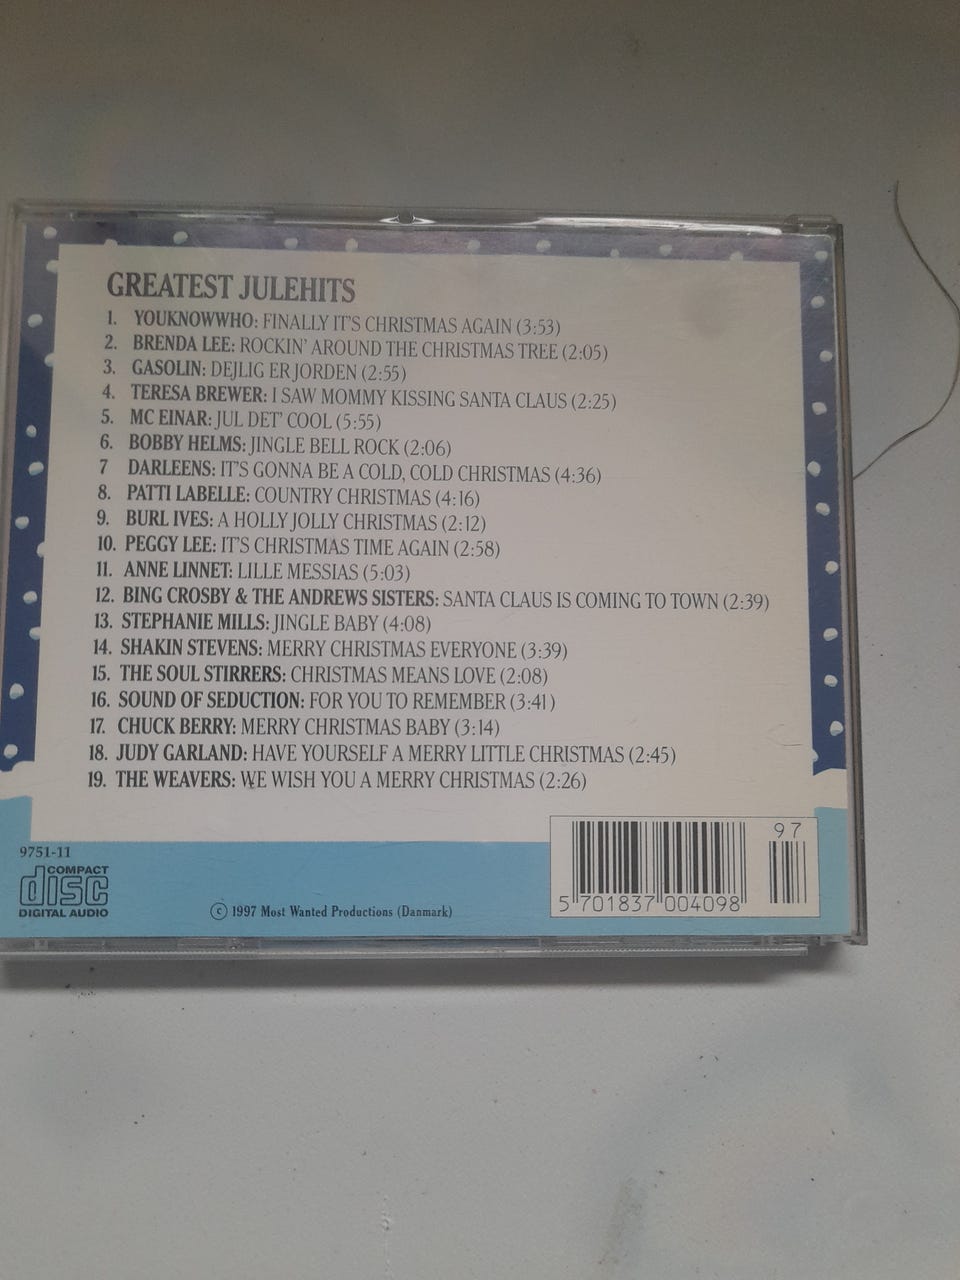 GREATEST JULEHITS
1. YOUKNOWWHO: FINALLY IT'S CHRISTMAS AGAIN (3:53)
2. BRENDA LEE: ROCKIN' AROUND THE CHRISTMAS TREE (2:05)
3. GASOLIN: DEJLIG ER JORDEN (2:55)
4. TERESA BREWER: I SAW MOMMY KISSING SANTA CLAUS (2:25)
5. MC EINAR: JUL DET' COOL (5:55)
6. BOBBY HELMS: JINGLE BELL ROCK (2:06)
7 DARLEENS: IT'S GONNA BE A COLD, COLD CHRISTMAS (4:36)
8. PATTI LABELLE: COUNTRY CHRISTMAS (4:16)
9. BURL IVES: A HOLLY JOLLY CHRISTMAS (2:12)
10. PEGGY LEE: IT'S CHRISTMAS TIME AGAIN (2:58)
11. ANNE LINNET: LILLE MESSIAS (5:03)
12. BING CROSBY & THE ANDREWS SISTERS: SANTA CLAUS IS COMING TO TOWN (2:39)
13. STEPHANIE MILLS: JINGLE BABY (4:08)
14. SHAKIN STEVENS: MERRY CHRISTMAS EVERYONE (3:39)
15. THE SOUL STIRRERS: CHRISTMAS MEANS LOVE (2:08)
16. SOUND OF SEDUCTION: FOR YOU TO REMEMBER (3:41)
17. CHUCK BERRY: MERRY CHRISTMAS BABY (3:14)
18. JUDY GARLAND: HAVE YOURSELF A MERRY LITTLE CHRISTMAS (2:45)
19. THE WEAVERS: WE WISH YOU A MERRY CHRISTMAS (2:26)
9751-11
COMPACT
disc
DIGITAL AUDIO
© 1997 Most Wanted Productions (Danmark)
97
5 701837 004098